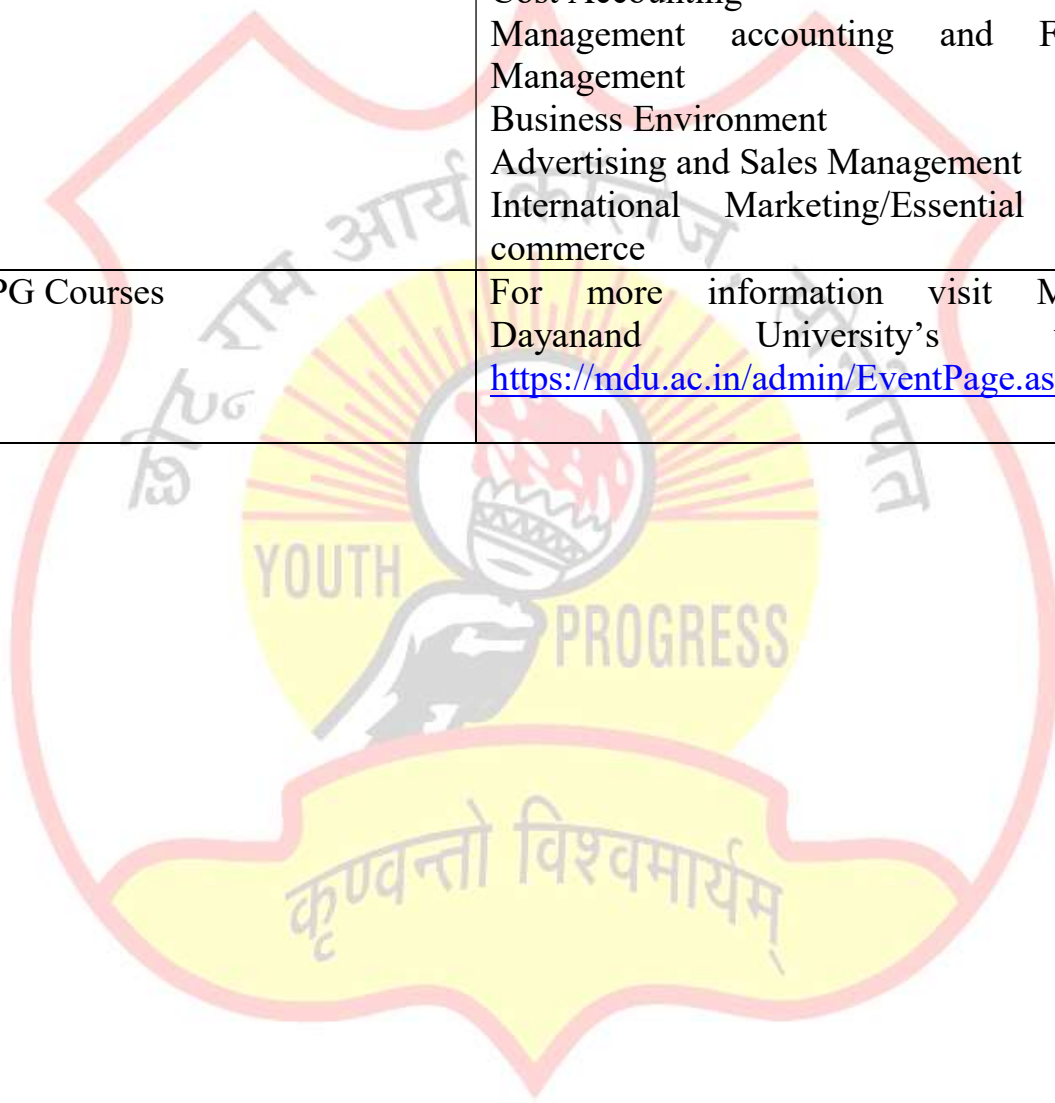 Cost Accounting
Management accounting and F
Management
Business Environment
Advertising and Sales Management
International Marketing/Essential
commerce
PG Courses
For more information visit M
Dayanand University's
https://mdu.ac.in/admin/EventPage.as
राम आर्य कॉलेज, सोनीपत
YOUTH
PROGRESS
कृण्वन्तो विश्वमार्यम्